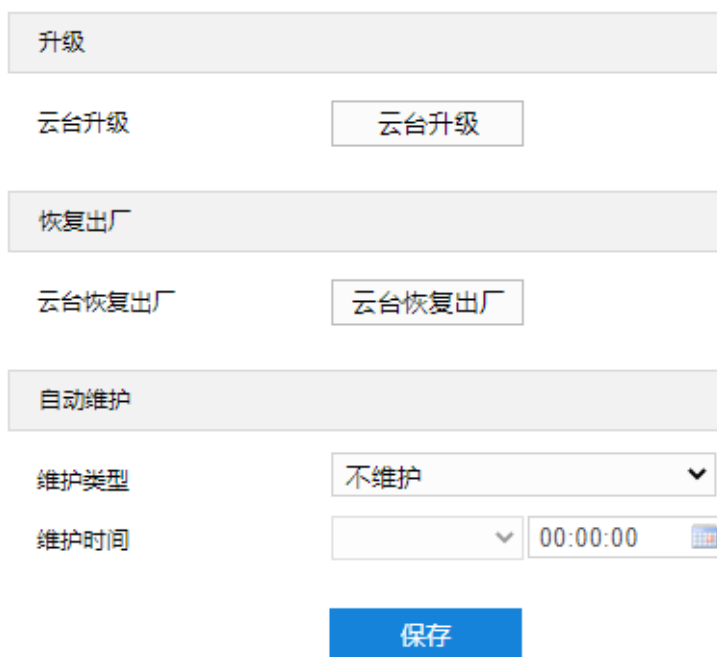 升级
云台升级 云台升级
恢复出厂
云台恢复出厂 云台恢复出厂
自动维护
维护类型 不维护
维护时间 00:00:00
保存